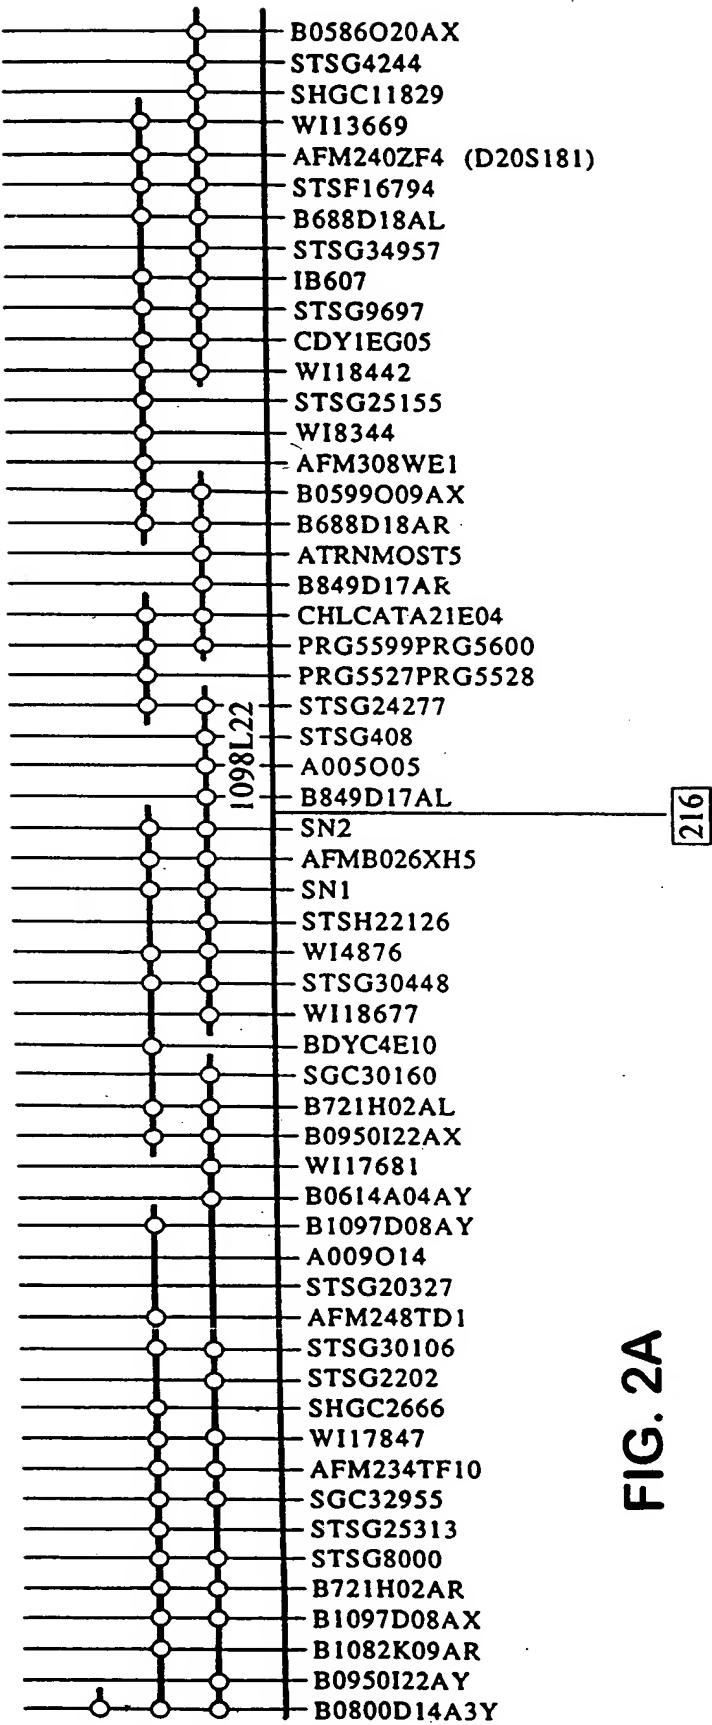 B0586O20AX
STSG4244
SHGC11829
WI13669
AFM240ZF4 (D20S181)
STSF16794
B688D18AL
STSG34957
IB607
STSG9697
CDY1EG05
WI18442
STSG25155
WI8344
AFM308WE1
B0599O09AX
B688D18AR
ATRNMOST5
B849D17AR
CHLCATA21E04
PRG5599PRG5600
PRG5527PRG5528
STSG24277
STSG408
1098L22
A005O05
B849D17AL
216
SN2
AFMB026XH5
SN1
STSH22126
WI4876
STSG30448
WI18677
BDYC4E10
SGC30160
B721H02AL
B0950I22AX
WI17681
B0614A04AY
B1097D08AY
A009O14
STSG20327
AFM248TD1
STSG30106
STSG2202
SHGC2666
WI17847
AFM234TF10
SGC32955
STSG25313
STSG8000
B721H02AR
B1097D08AX
B1082K09AR
B0950I22AY
B0800D14A3Y
FIG. 2A